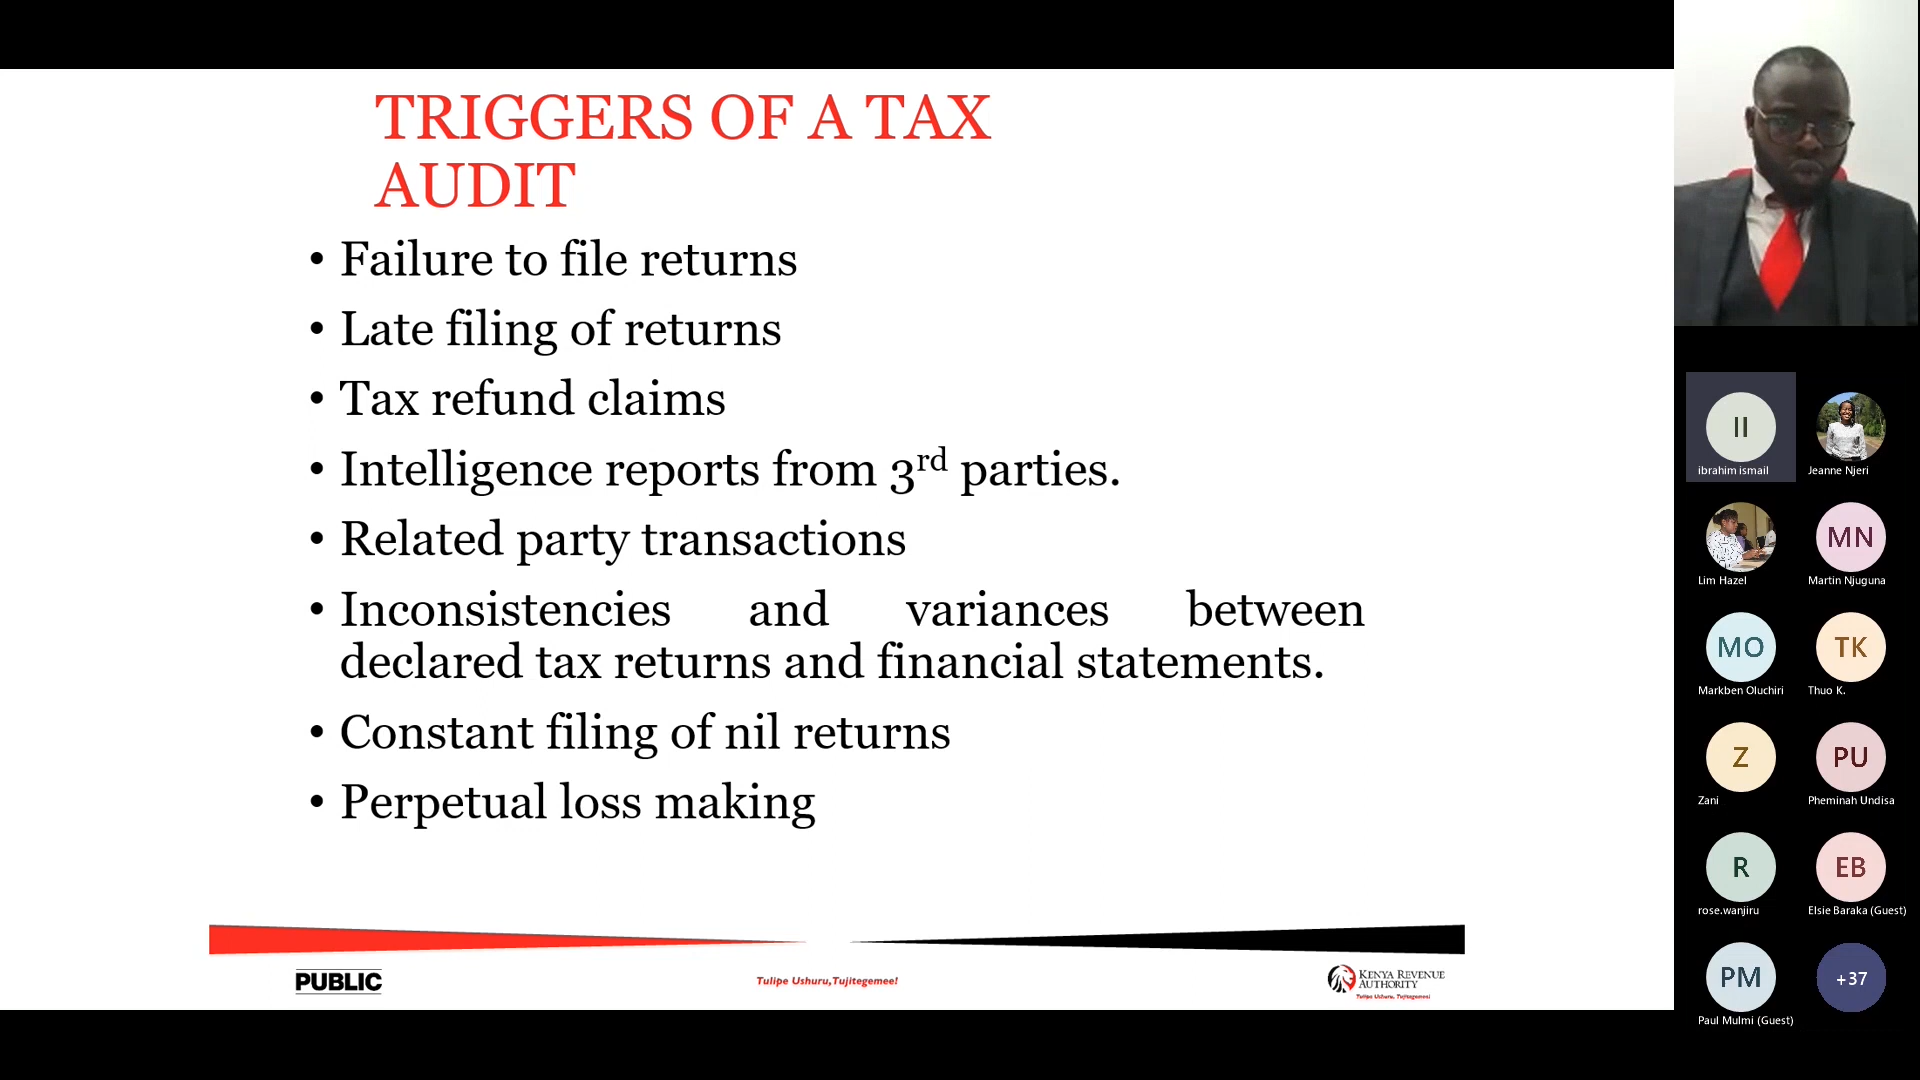 TRIGGERS OF A TAX
AUDIT
• Failure to file returns
• Late filing of returns
• Tax refund claims
• Intelligence reports from 3rd parties.
• Related party transactions
• Inconsistencies and variances between
declared tax returns and financial statements.
• Constant filing of nil returns
• Perpetual loss making
PUBLIC
Tulipe Ushuru,Tujitegemee!
KENYA REVENUE
AUTHORITY
Tulipe Ushuru, Tujitegemee!
II
ibrahim ismail
Jeanne Njeri
Lim Hazel
MN
Martin Njuguna
MO
Markben Oluchiri
TK
Thuo K.
Z
Zani
PU
Pheminah Undisa
R
rose.wanjiru
EB
Elsie Baraka (Guest)
PM
Paul Mulmi (Guest)
+37